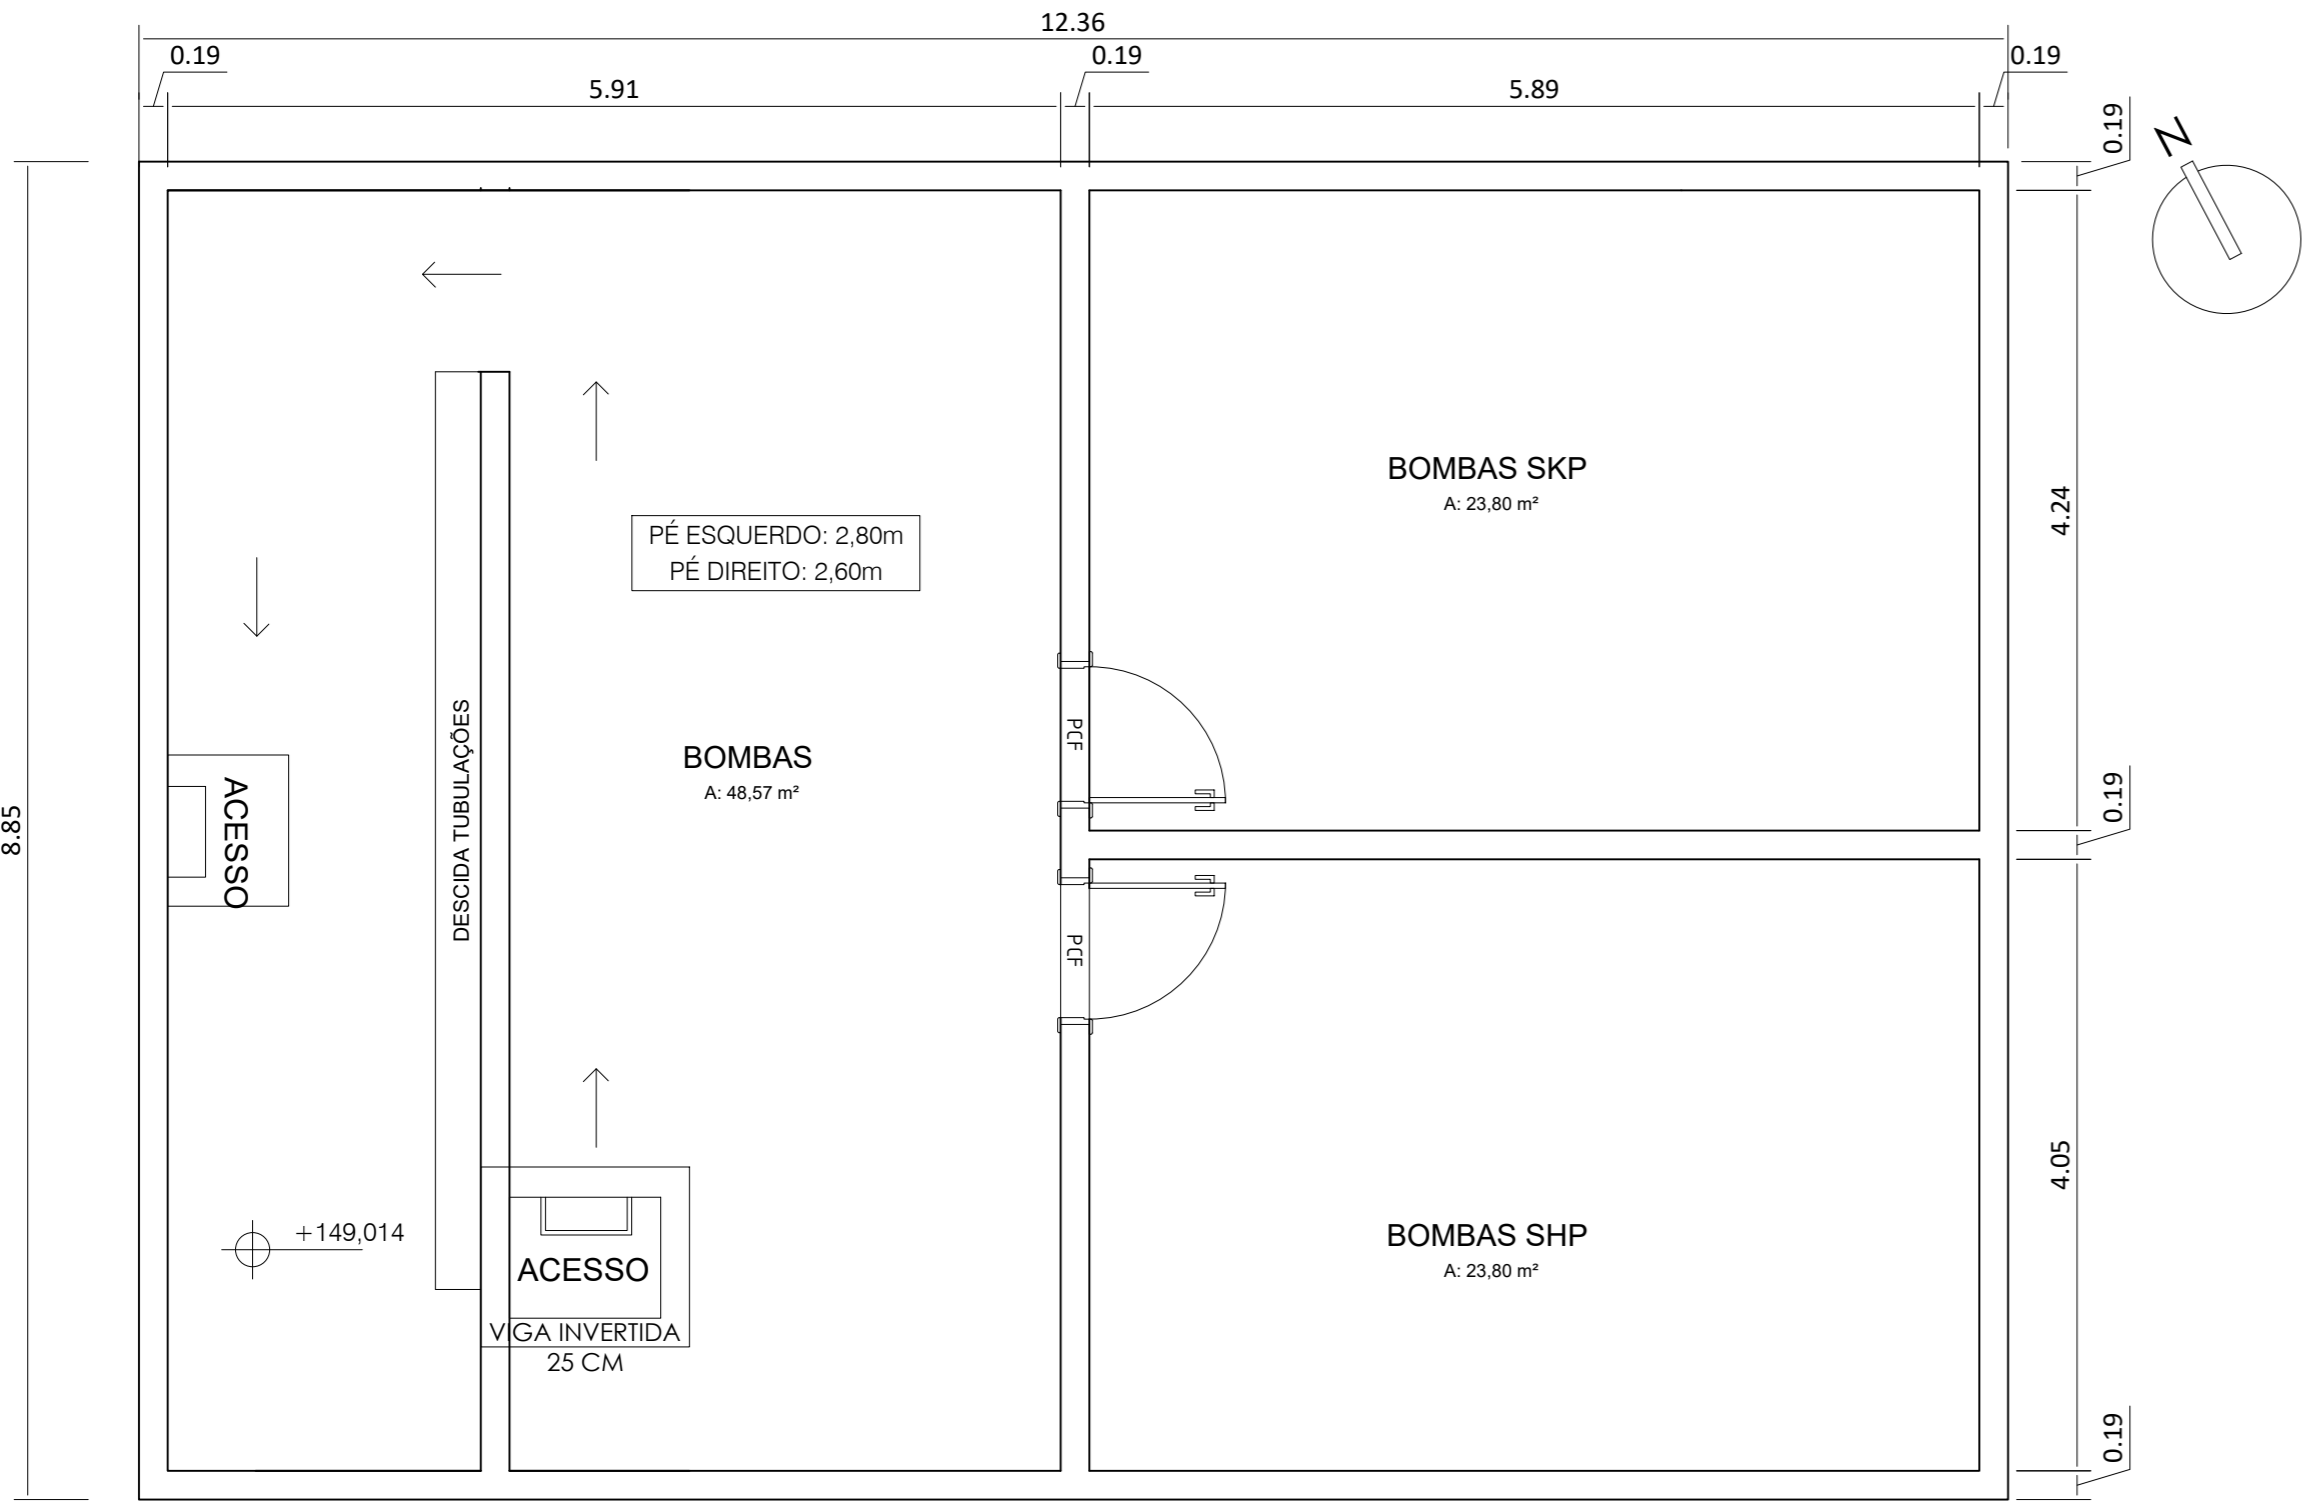 12.36
0.19
0.19
0.19
5.91
5.89
0.19
N
BOMBAS SKP
A: 23,80 m²
4.24
PÉ ESQUERDO: 2,80m
PÉ DIREITO: 2,60m
PCF
DESCIDA TUBULAÇÕES
BOMBAS
A: 48,57 m²
ACESSO
8.85
0.19
PCF
4.05
+149,014
ACESSO
VIGA INVERTIDA
25 CM
BOMBAS SHP
A: 23,80 m²
0.19